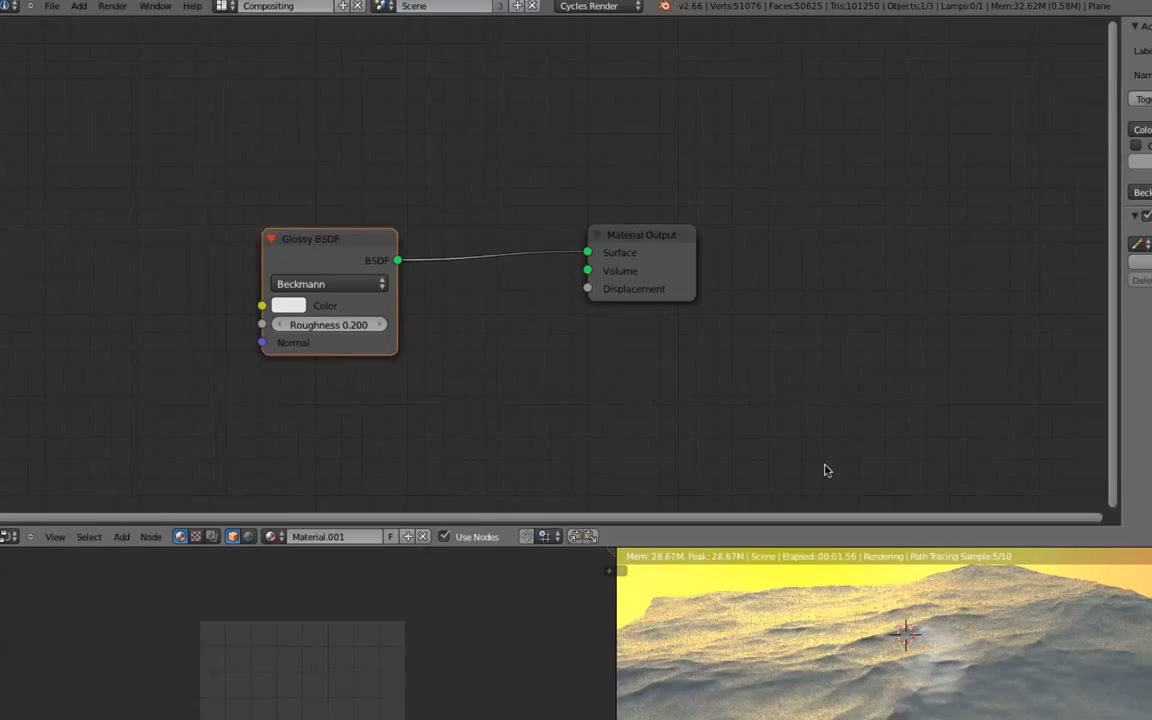 File Add Render Window Help Compositing Scene 3 Cycles Render v2.66 | Verts:51076 | Faces:50625 | Tris:101250 | Objects:1/3 | Lamps:0/1 | Mem:32.62M (0.58M) | Plane
Glossy BSDF
BSDF
Beckmann
Color
Roughness 0.200
Normal
Material Output
Surface
Volume
Displacement
View Select Add Node Material.001 F Use Nodes
Mem: 28.67M, Peak: 28.67M | Scene | Elapsed: 00:01.56 | Rendering | Path Tracing Sample 5/10